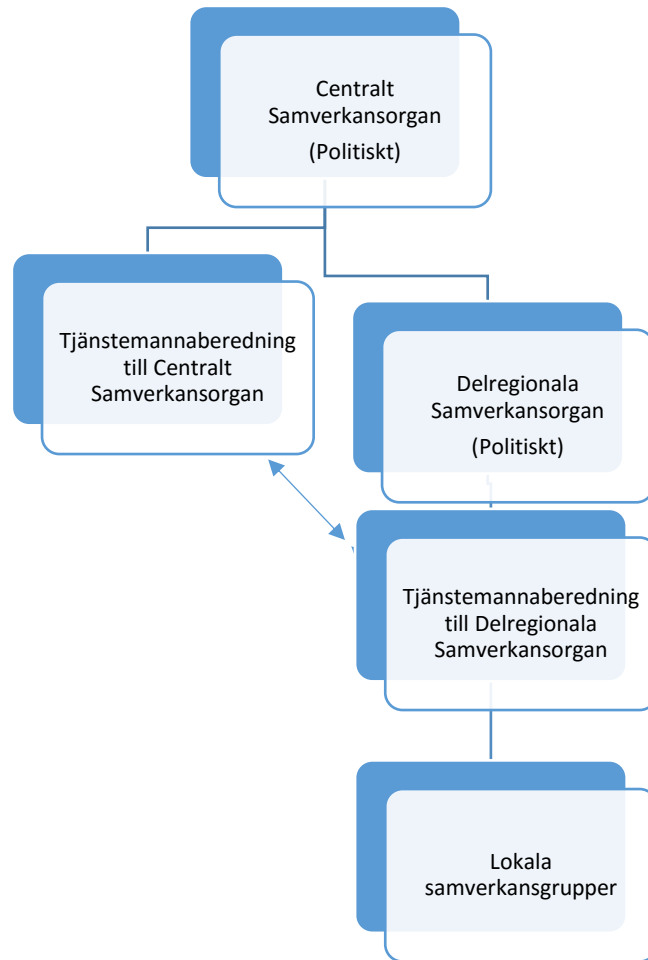 Centralt
Samverkansorgan
(Politiskt)
Tjänstemannaberedning
till Centralt
Samverkansorgan
Delregionala
Samverkansorgan
(Politiskt)
Tjänstemannaberedning
till Delregionala
Samverkansorgan
Lokala
samverkansgrupper